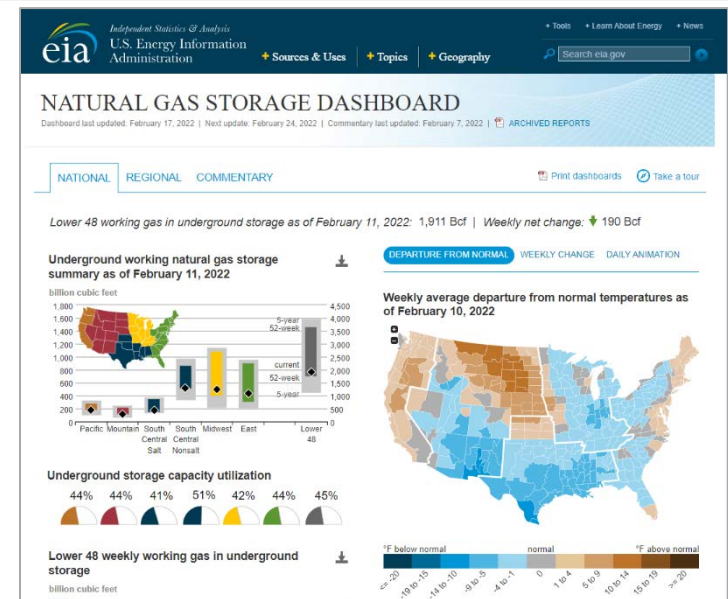 Independent Statistics & Analysis
U.S. Energy Information
Administration
eia
+ Sources & Uses + Topics + Geography
+ Tools + Learn About Energy + News
Search eia.gov
NATURAL GAS STORAGE DASHBOARD
Dashboard last updated: February 17, 2022 | Next update: February 24, 2022 | Commentary last updated: February 7, 2022 | ARCHIVED REPORTS
NATIONAL REGIONAL COMMENTARY
Print dashboards Take a tour
Lower 48 working gas in underground storage as of February 11, 2022: 1,911 Bcf | Weekly net change: 190 Bcf
Underground working natural gas storage
summary as of February 11, 2022
billion cubic feet
1,800
1,600
1,400
1,200
1,000
800
600
400
200
0
4,500
4,000
3,500
3,000
2,500
2,000
1,500
1,000
500
0
5-year
52-week
current
52-week
5-year
Pacific Mountain South Central Salt South Central Nonsalt Midwest East Lower 48
Underground storage capacity utilization
44% 44% 41% 51% 42% 44% 45%
Lower 48 weekly working gas in underground
storage
billion cubic feet
DEPARTURE FROM NORMAL WEEKLY CHANGE DAILY ANIMATION
Weekly average departure from normal temperatures as
of February 10, 2022
°F below normal normal °F above normal
<= -20 -19 to -15 -14 to -10 -9 to -5 -4 to -1 0 1 to 4 5 to 9 10 to 14 15 to 19 >= 20